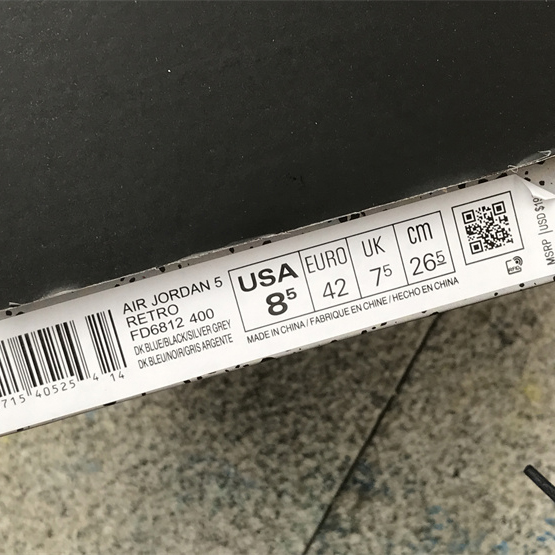 AIR JORDAN 5
RETRO
FD6812 400
DK BLUE/BLACK/SILVER GREY
DK BLEU/NOIR/GRIS ARGENTE
USA
8⁵
EURO
42
UK
7⁵
cm
26⁵
MADE IN CHINA / FABRIQUE EN CHINE / HECHO EN CHINA
715 40525 4 14
MSRP USD